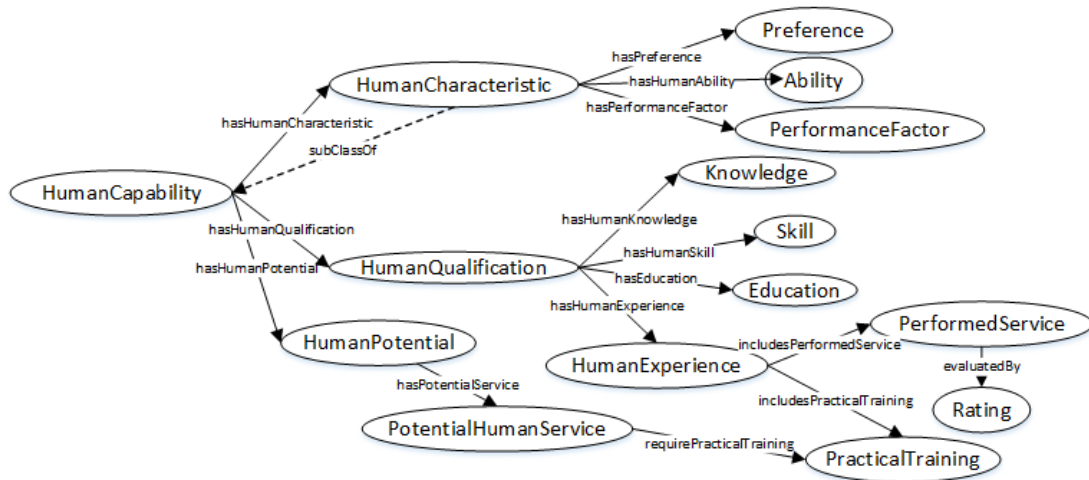 Preference
hasPreference
HumanCharacteristic
hasHumanAbility
Ability
hasPerformanceFactor
PerformanceFactor
hasHumanCharacteristic
subClassOf
Knowledge
HumanCapability
hasHumanKnowledge
hasHumanQualification
Skill
hasHumanSkill
hasHumanPotential
HumanQualification
hasEducation
Education
hasHumanExperience
PerformedService
HumanPotential
includesPerformedService
HumanExperience
evaluatedBy
hasPotentialService
includesPracticalTraining
Rating
PotentialHumanService
requirePracticalTraining
PracticalTraining